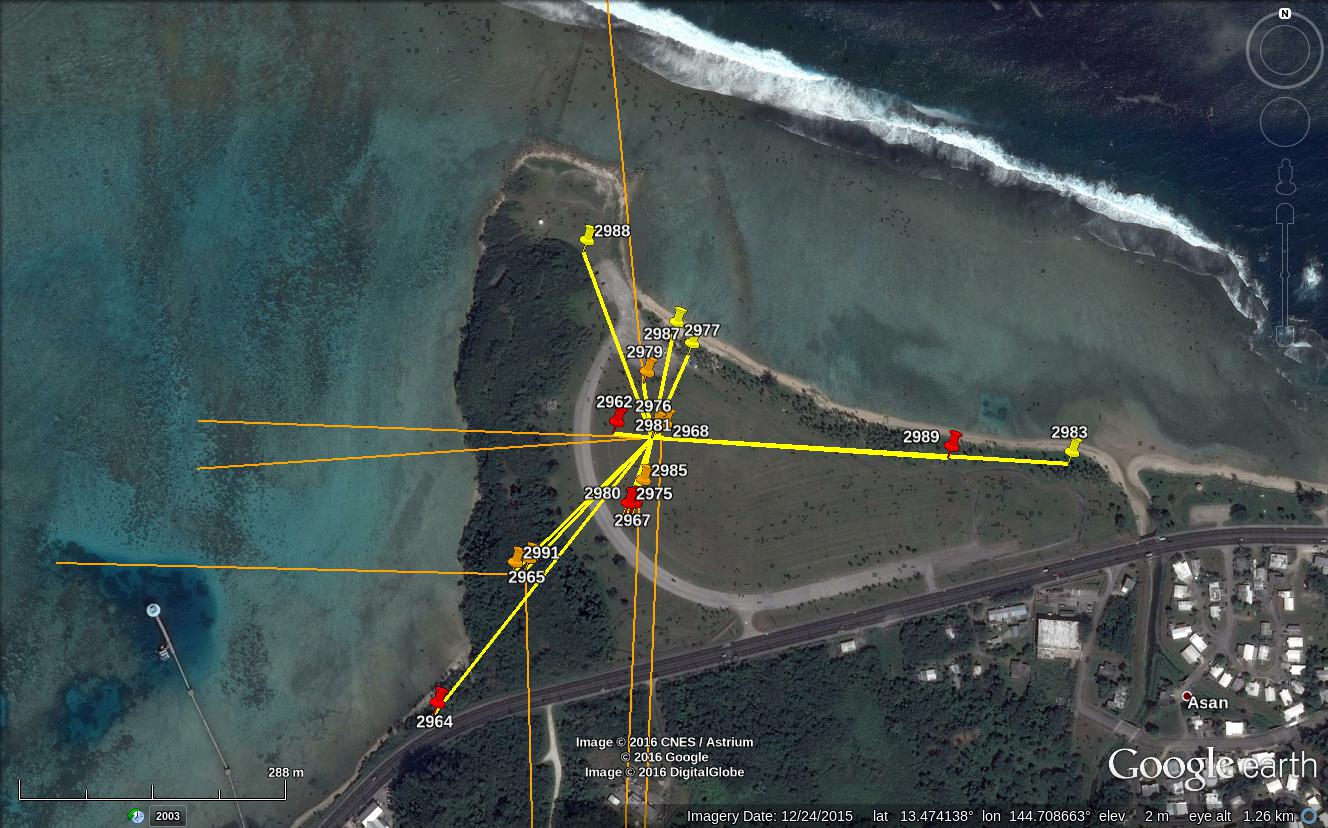 N
2988
2987 2977
2979
2962 2976
2981 2968
2989 2983
2985
2980 2975
2967
2991
2965
2964
Asan
Image © 2016 CNES / Astrium
© 2016 Google
Image © 2016 DigitalGlobe
Google earth
288 m
2003
Imagery Date: 12/24/2015 lat 13.474138° lon 144.708663° elev 2 m eye alt 1.26 km